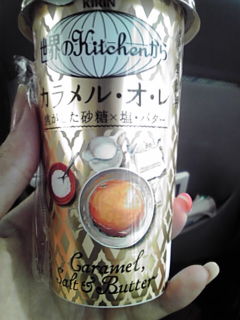 KIRIN
世界のKitchenから
カラメル・オ・レ
焦がした砂糖×塩・バター
Caramel,
Salt & Butter